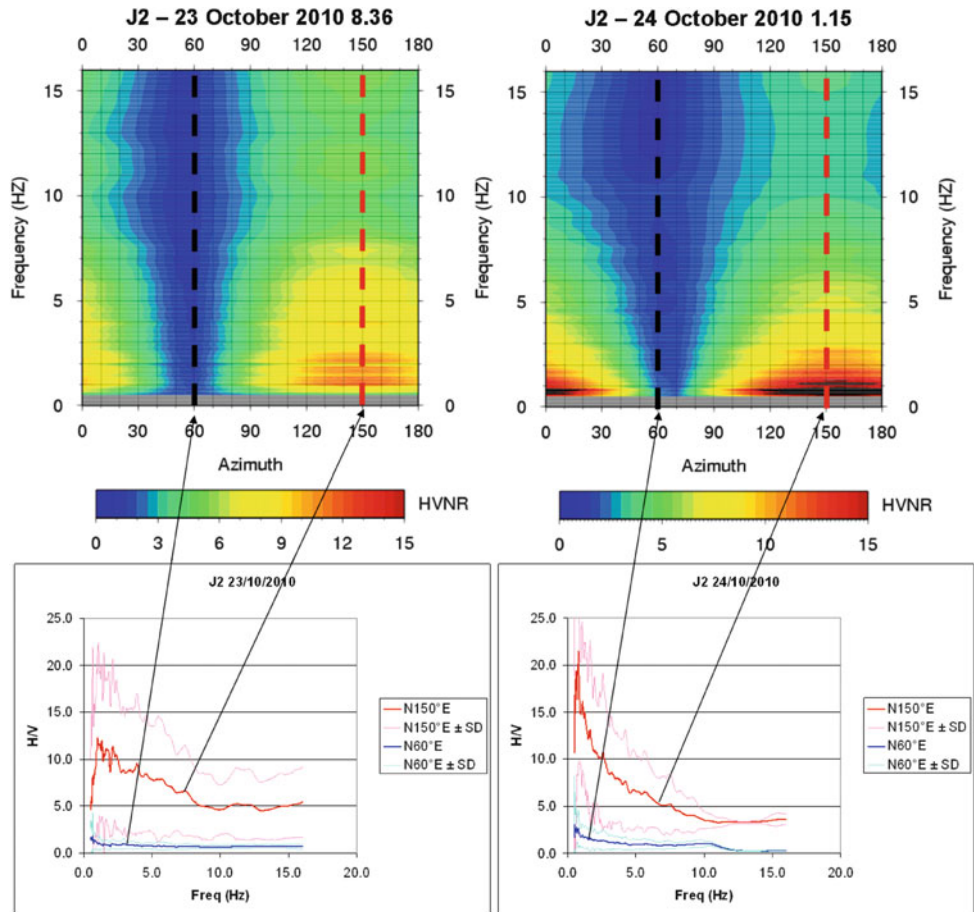 J2 – 23 October 2010 8.36
0 30 60 90 120 150 180
15
10
5
0
Frequency (HZ)
15
10
5
0
Frequency (HZ)
0 30 60 90 120 150 180
Azimuth
HVNR
0 3 6 9 12 15
J2 – 24 October 2010 1.15
0 30 60 90 120 150 180
15
10
5
0
15
10
5
0
Frequency (HZ)
0 30 60 90 120 150 180
Azimuth
HVNR
0 5 10 15
J2 23/10/2010
25.0
20.0
15.0
10.0
5.0
0.0
H/V
0.0 5.0 10.0 15.0 20.0
Freq (Hz)
N150°E
N150°E ± SD
N60°E
N60°E ± SD
J2 24/10/2010
25.0
20.0
15.0
10.0
5.0
0.0
H/V
0.0 5.0 10.0 15.0 20.0
Freq (Hz)
N150°E
N150°E ± SD
N60°E
N60°E ± SD